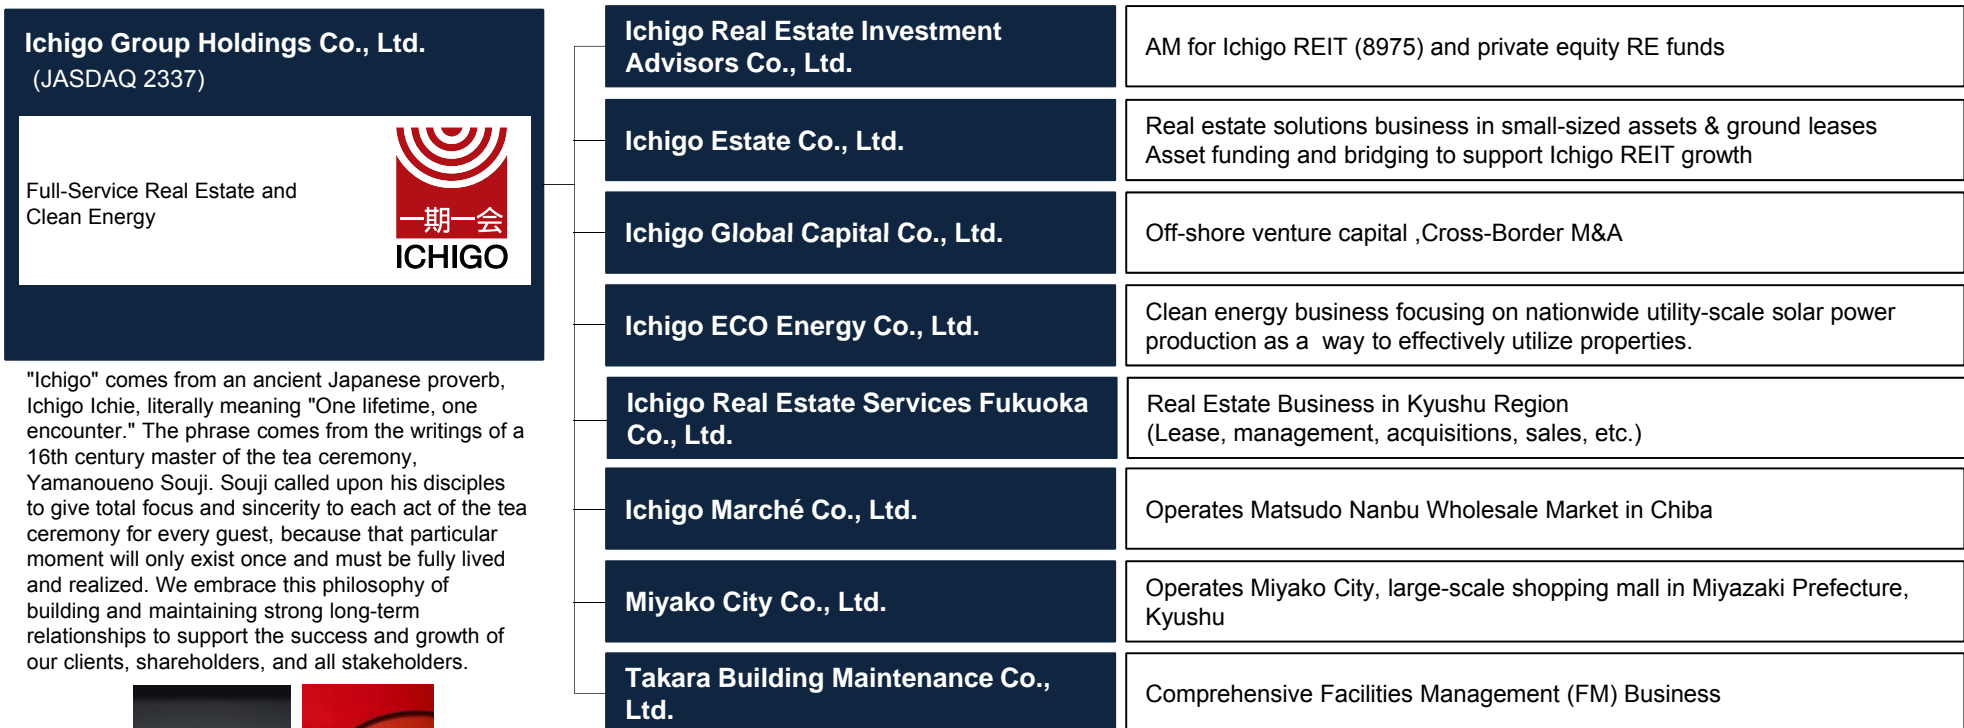 Ichigo Group Holdings Co., Ltd.
(JASDAQ 2337)
Full-Service Real Estate and
Clean Energy
一期一会
ICHIGO
"Ichigo" comes from an ancient Japanese proverb,
Ichigo Ichie, literally meaning "One lifetime, one
encounter." The phrase comes from the writings of a
16th century master of the tea ceremony,
Yamanoueno Souji. Souji called upon his disciples
to give total focus and sincerity to each act of the tea
ceremony for every guest, because that particular
moment will only exist once and must be fully lived
and realized. We embrace this philosophy of
building and maintaining strong long-term
relationships to support the success and growth of
our clients, shareholders, and all stakeholders.
Ichigo Real Estate Investment
Advisors Co., Ltd.
AM for Ichigo REIT (8975) and private equity RE funds
Ichigo Estate Co., Ltd.
Real estate solutions business in small-sized assets & ground leases
Asset funding and bridging to support Ichigo REIT growth
Ichigo Global Capital Co., Ltd.
Off-shore venture capital ,Cross-Border M&A
Ichigo ECO Energy Co., Ltd.
Clean energy business focusing on nationwide utility-scale solar power
production as a  way to effectively utilize properties.
Ichigo Real Estate Services Fukuoka
Co., Ltd.
Real Estate Business in Kyushu Region
(Lease, management, acquisitions, sales, etc.)
Ichigo Marché Co., Ltd.
Operates Matsudo Nanbu Wholesale Market in Chiba
Miyako City Co., Ltd.
Operates Miyako City, large-scale shopping mall in Miyazaki Prefecture,
Kyushu
Takara Building Maintenance Co.,
Ltd.
Comprehensive Facilities Management (FM) Business